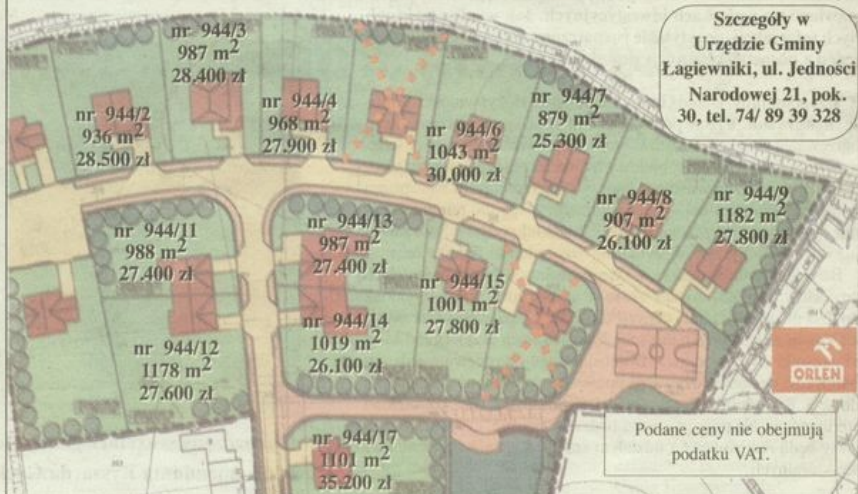 nr 944/3
987 m²
28.400 zł
nr 944/2
936 m²
28.500 zł
nr 944/4
968 m²
27.900 zł
nr 944/6
1043 m²
30.000 zł
nr 944/7
879 m²
25.300 zł
nr 944/8
907 m²
26.100 zł
nr 944/9
1182 m²
27.800 zł
Szczegóły w
Urzędzie Gminy
Łagiewniki, ul. Jedności
Narodowej 21, pok.
30, tel. 74/ 89 39 328
nr 944/11
988 m²
27.400 zł
nr 944/13
987 m²
27.400 zł
nr 944/15
1001 m²
27.800 zł
nr 944/12
1178 m²
27.600 zł
nr 944/14
1019 m²
26.100 zł
nr 944/17
1101 m²
35.200 zł
ORLEN
Podane ceny nie obejmują
podatku VAT.